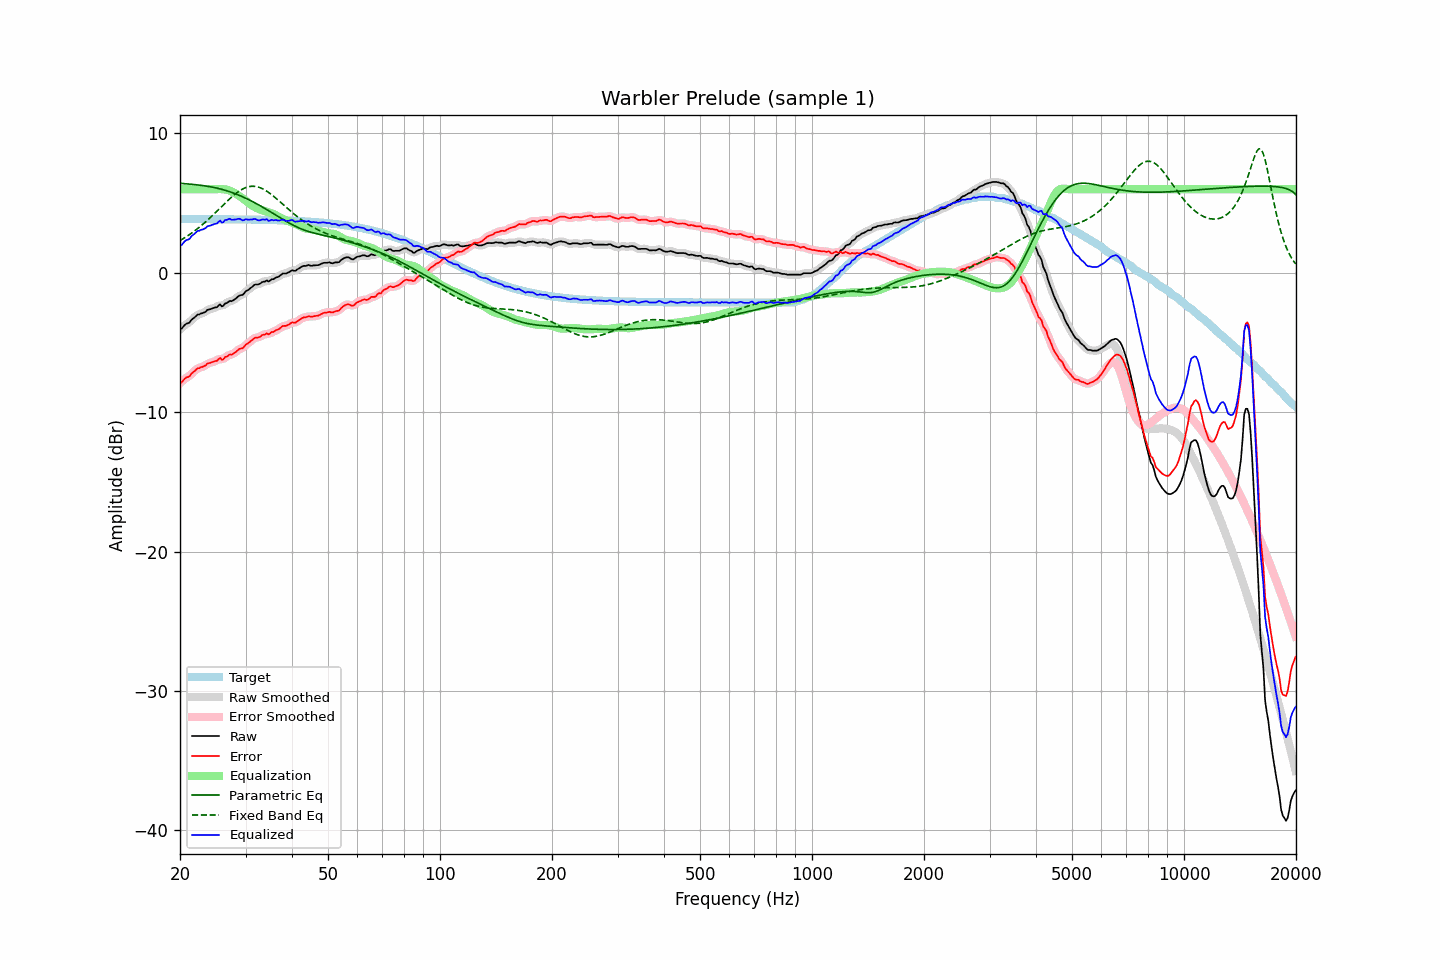 Warbler Prelude (sample 1)
10
0
−10
−20
−30
−40
Amplitude (dBr)
Target
Raw Smoothed
Error Smoothed
Raw
Error
Equalization
Parametric Eq
Fixed Band Eq
Equalized
20 50 100 200 500 1000 2000 5000 10000 20000
Frequency (Hz)